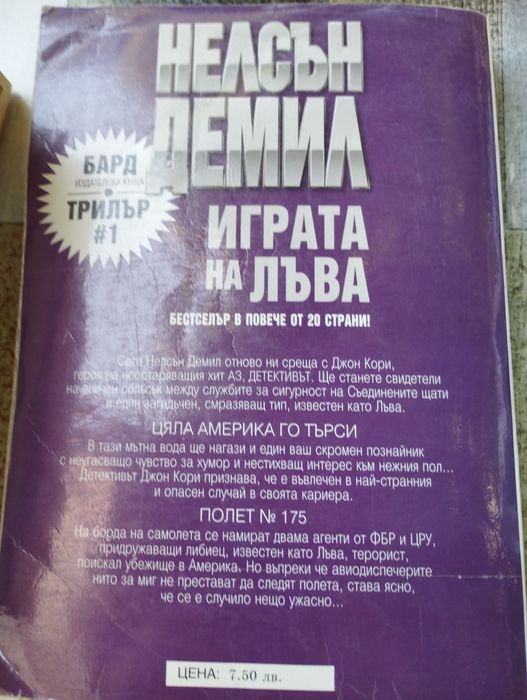 НЕЛСЪН
ДЕМИЛ
БАРД
ИЗДАТЕЛСКА КЪЩА
ТРИЛЪР
#1
ИГРАТА
НА ЛЪВА
БЕСТСЕЛЪР В ПОВЕЧЕ ОТ 20 СТРАНИ!
Сега Нелсън Демил отново ни среща с Джон Кори,
героя на неостаряващия хит АЗ, ДЕТЕКТИВЪТ. Ще станете свидетели
на епичен сблъсък между службите за сигурност на Съединените щати
и един загадъчен, смразяващ тип, известен като Лъва.
ЦЯЛА АМЕРИКА ГО ТЪРСИ
В тази мътна вода ще нагази и един ваш скромен познайник
с неугасващо чувство за хумор и нестихващ интерес към нежния пол...
Детективът Джон Кори признава, че е въвлечен в най-странния
и опасен случай в своята кариера.
ПОЛЕТ № 175
На борда на самолета се намират двама агенти от ФБР и ЦРУ,
придружаващи либиец, известен като Лъва, терорист,
поискал убежище в Америка. Но въпреки че авиодиспечерите
нито за миг не престават да следят полета, става ясно,
че се е случило нещо ужасно...
ЦЕНА: 7.50 лв.